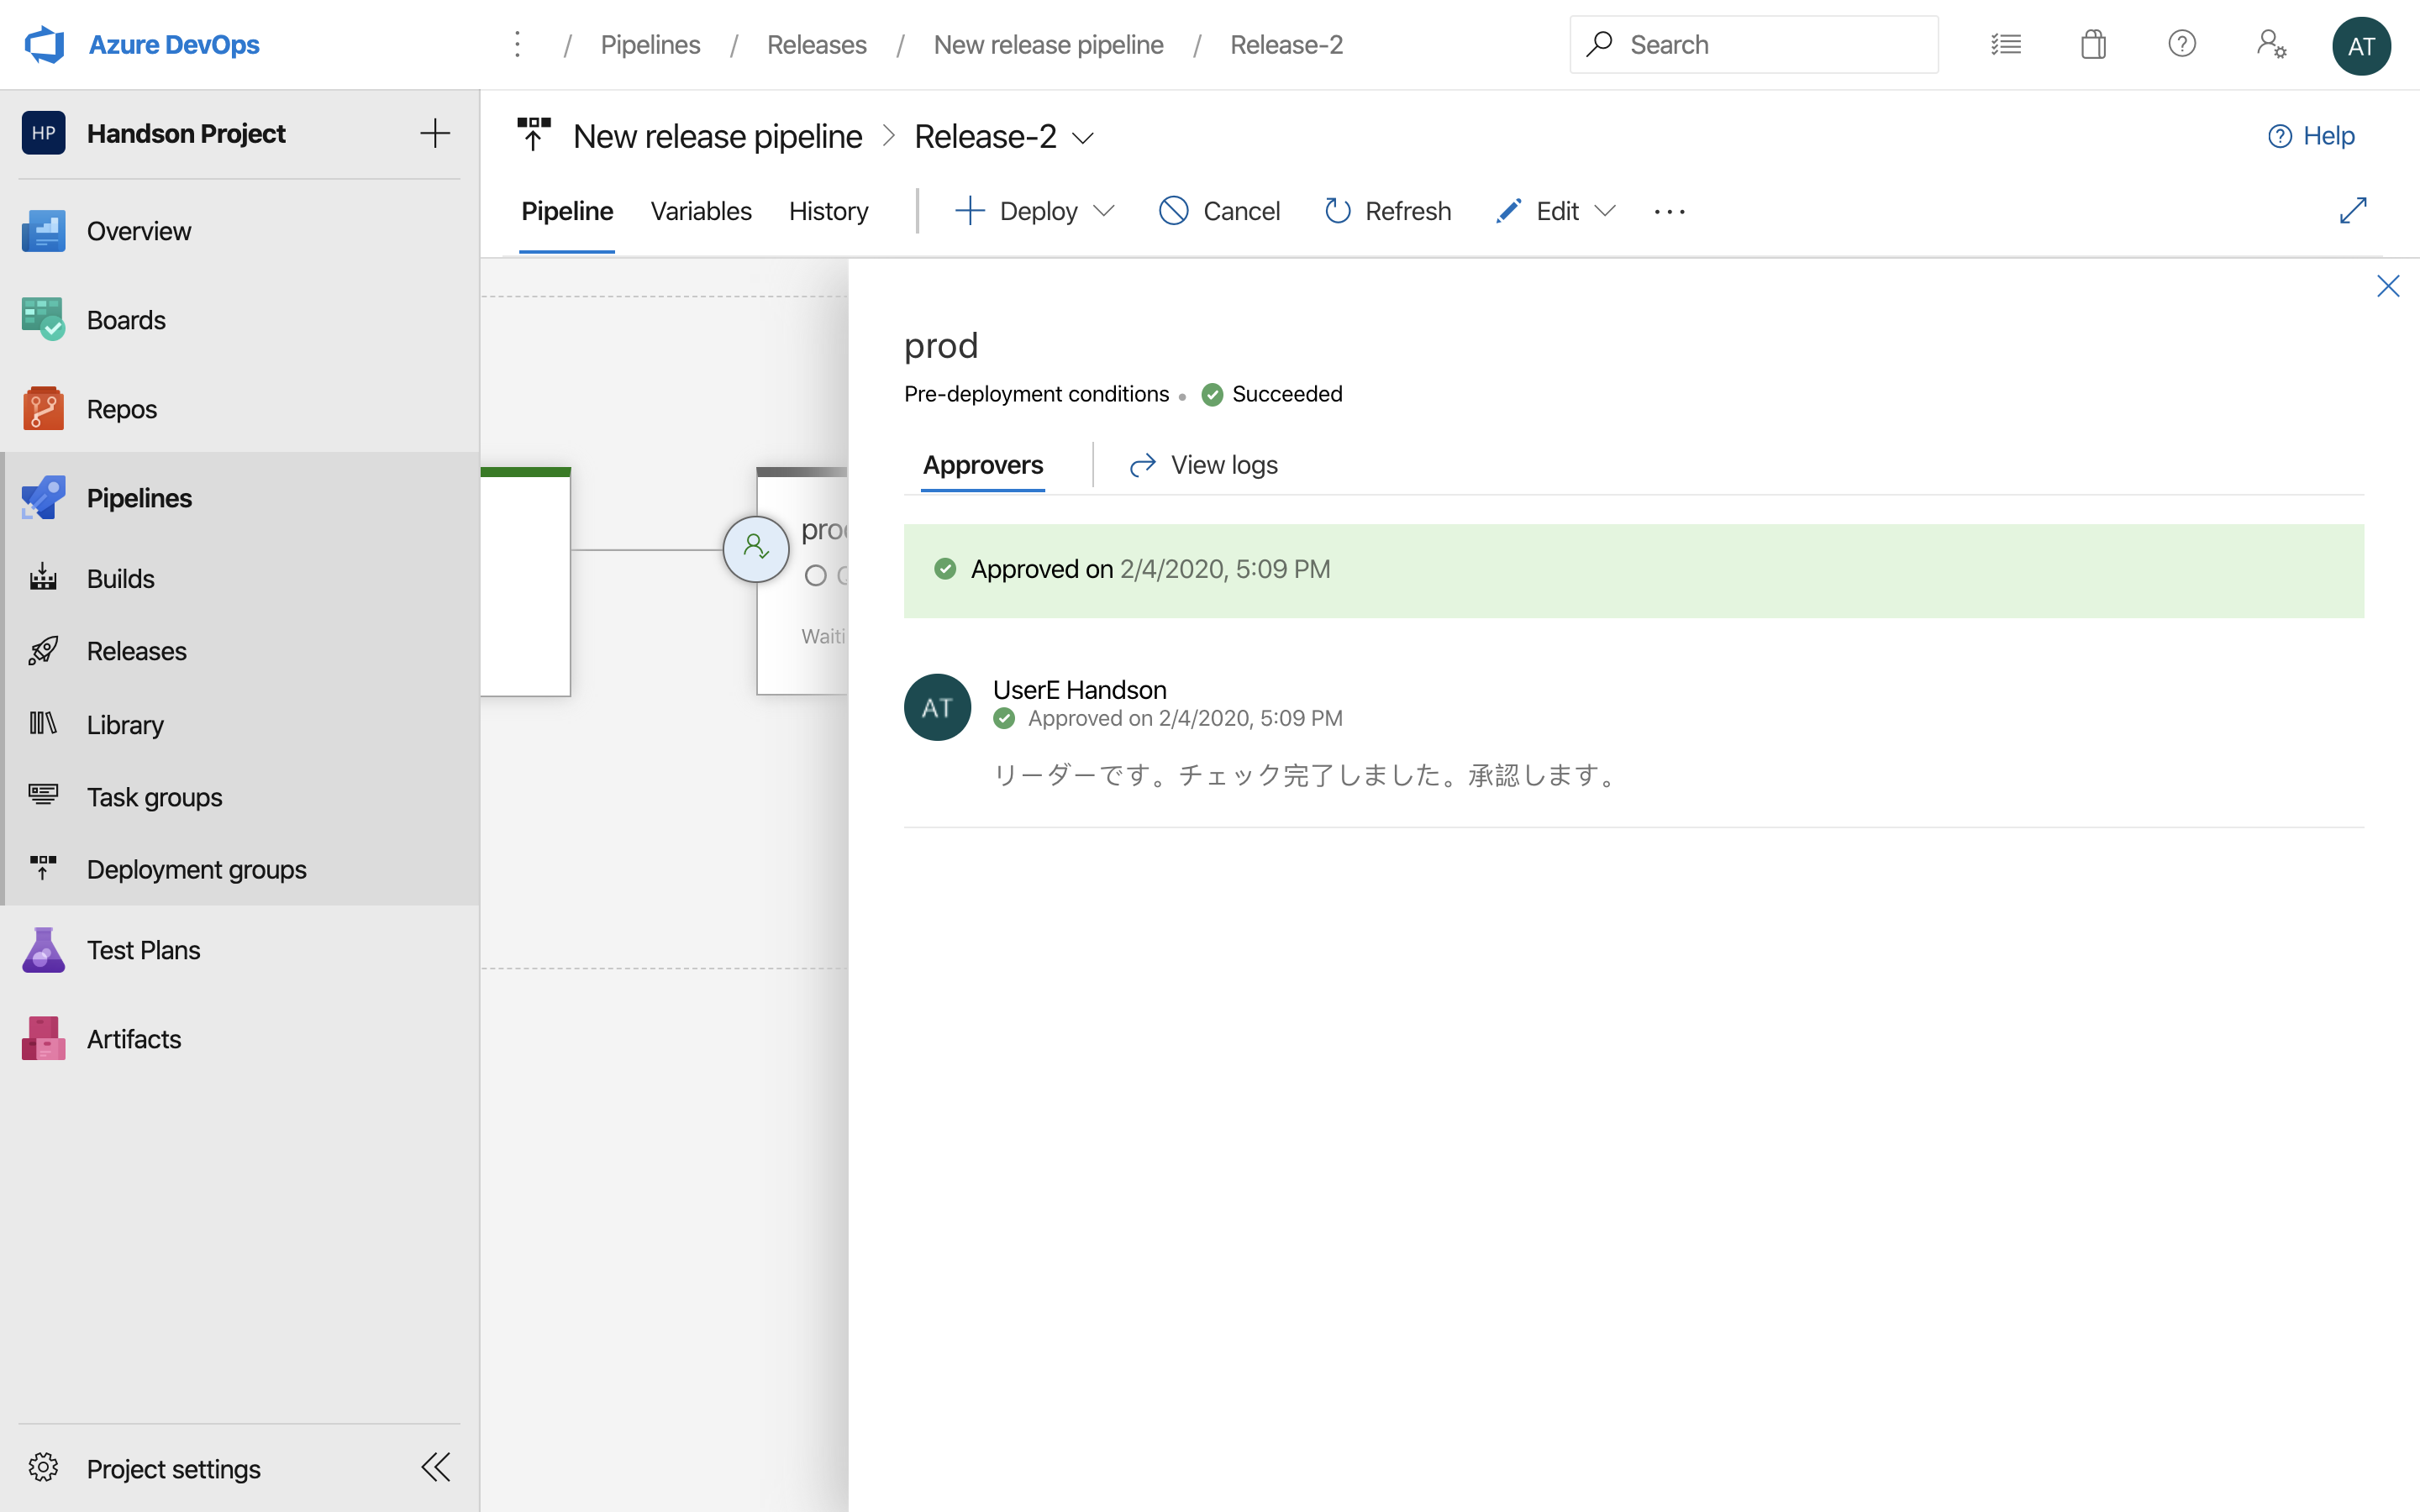 Azure DevOps
/ Pipelines / Releases / New release pipeline / Release-2
Search
AT
HP
Handson Project
New release pipeline > Release-2
Help
Overview
Pipeline Variables History
Deploy Cancel Refresh Edit
Boards
Repos
Pipelines
Builds
Releases
Library
Task groups
Deployment groups
Test Plans
Artifacts
Project settings
prod
Pre-deployment conditions Succeeded
Approvers
View logs
Approved on 2/4/2020, 5:09 PM
AT
UserE Handson
Approved on 2/4/2020, 5:09 PM
リーダーです。チェック完了しました。承認します。